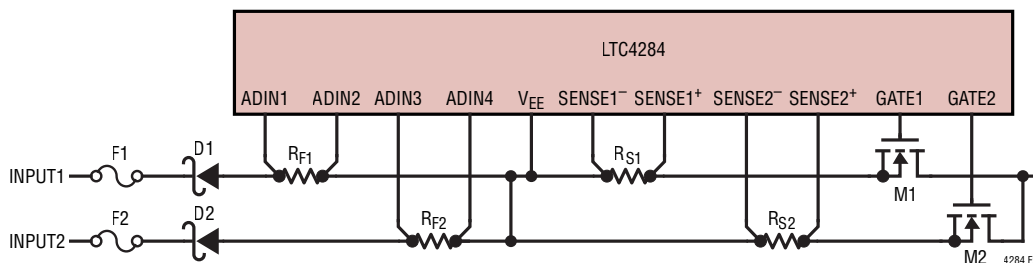 LTC4284
ADIN1 ADIN2 ADIN3 ADIN4 VEE SENSE1− SENSE1+ SENSE2− SENSE2+ GATE1 GATE2
F1 D1 RF1 RS1
INPUT1
M1
F2 D2 RF2 RS2
INPUT2
M2
4284 F